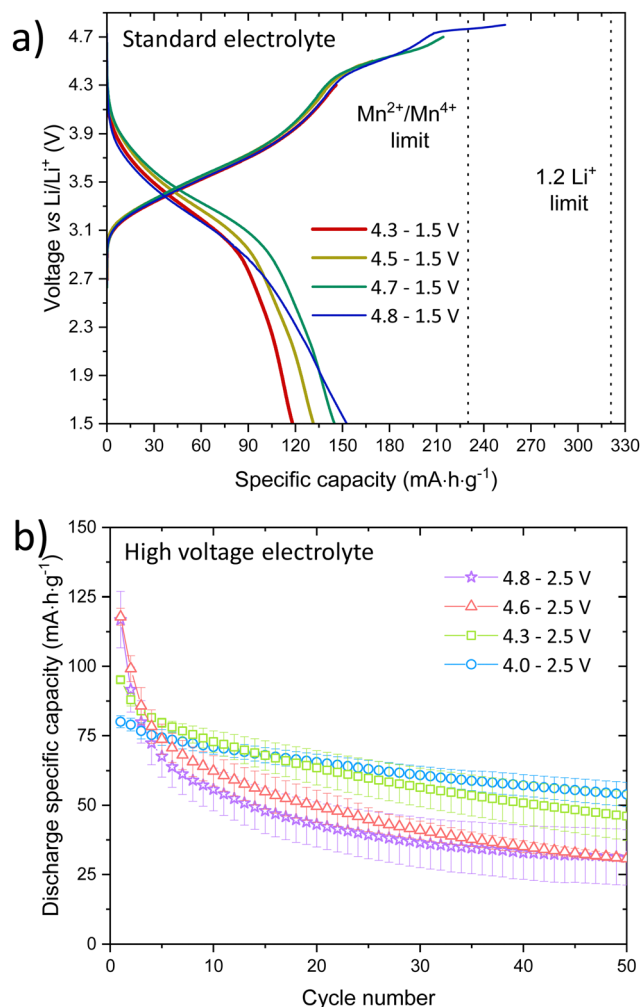 a)
Standard electrolyte
4.7
4.3
3.9
3.5
3.1
2.7
2.3
1.9
1.5
Voltage vs Li/Li⁺ (V)
Mn²⁺/Mn⁴⁺
limit
1.2 Li⁺
limit
4.3 - 1.5 V
4.5 - 1.5 V
4.7 - 1.5 V
4.8 - 1.5 V
0 30 60 90 120 150 180 210 240 270 300 330
Specific capacity (mA·h·g⁻¹)
b)
High voltage electrolyte
150
125
100
75
50
25
0
Discharge specific capacity (mA·h·g⁻¹)
4.8 - 2.5 V
4.6 - 2.5 V
4.3 - 2.5 V
4.0 - 2.5 V
0 10 20 30 40 50
Cycle number